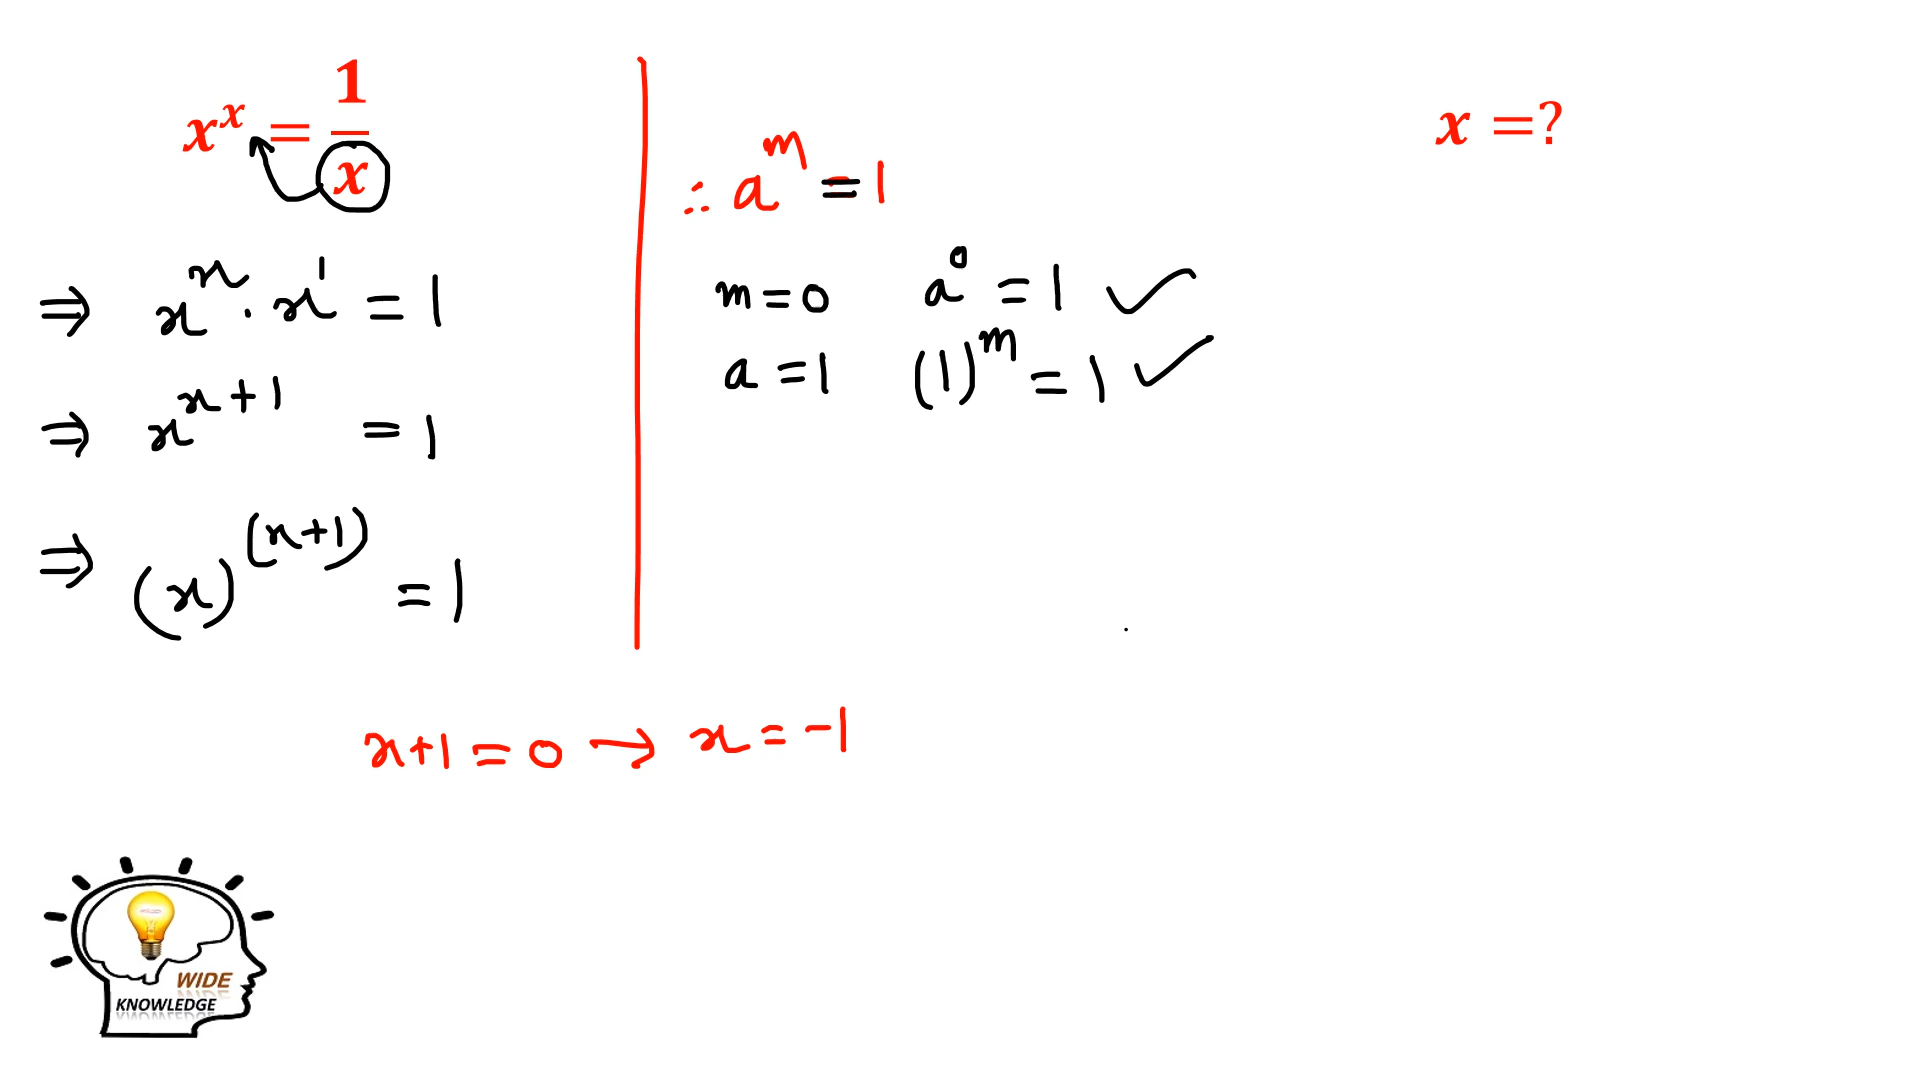 x^x = 1/x
⇒ x^x · x^1 = 1
⇒ x^(x+1) = 1
⇒ (x)^(x+1) = 1
∴ a^m = 1
m = 0 a^0 = 1 ✓
a = 1 (1)^m = 1 ✓
x = ?
x+1 = 0 → x = -1
WIDE
KNOWLEDGE